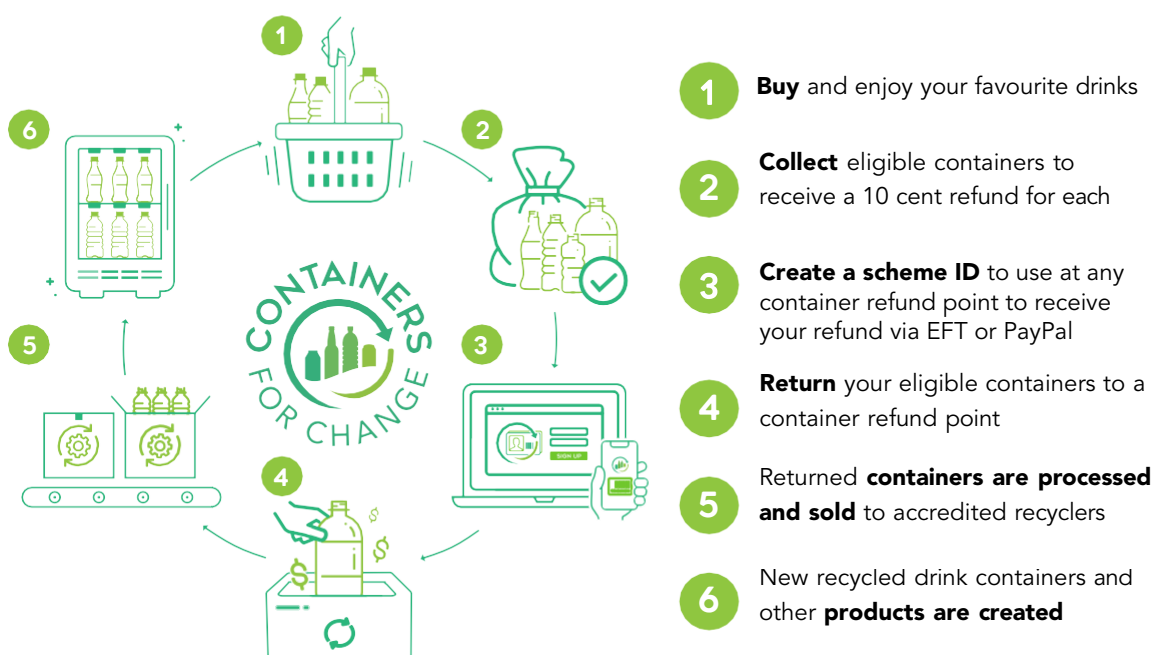 1
2
3
4
5
6
CONTAINERS
FOR CHANGE
SIGN UP
$
$
$
1 Buy and enjoy your favourite drinks
2 Collect eligible containers to
receive a 10 cent refund for each
3 Create a scheme ID to use at any
container refund point to receive
your refund via EFT or PayPal
4 Return your eligible containers to a
container refund point
5 Returned containers are processed
and sold to accredited recyclers
6 New recycled drink containers and
other products are created